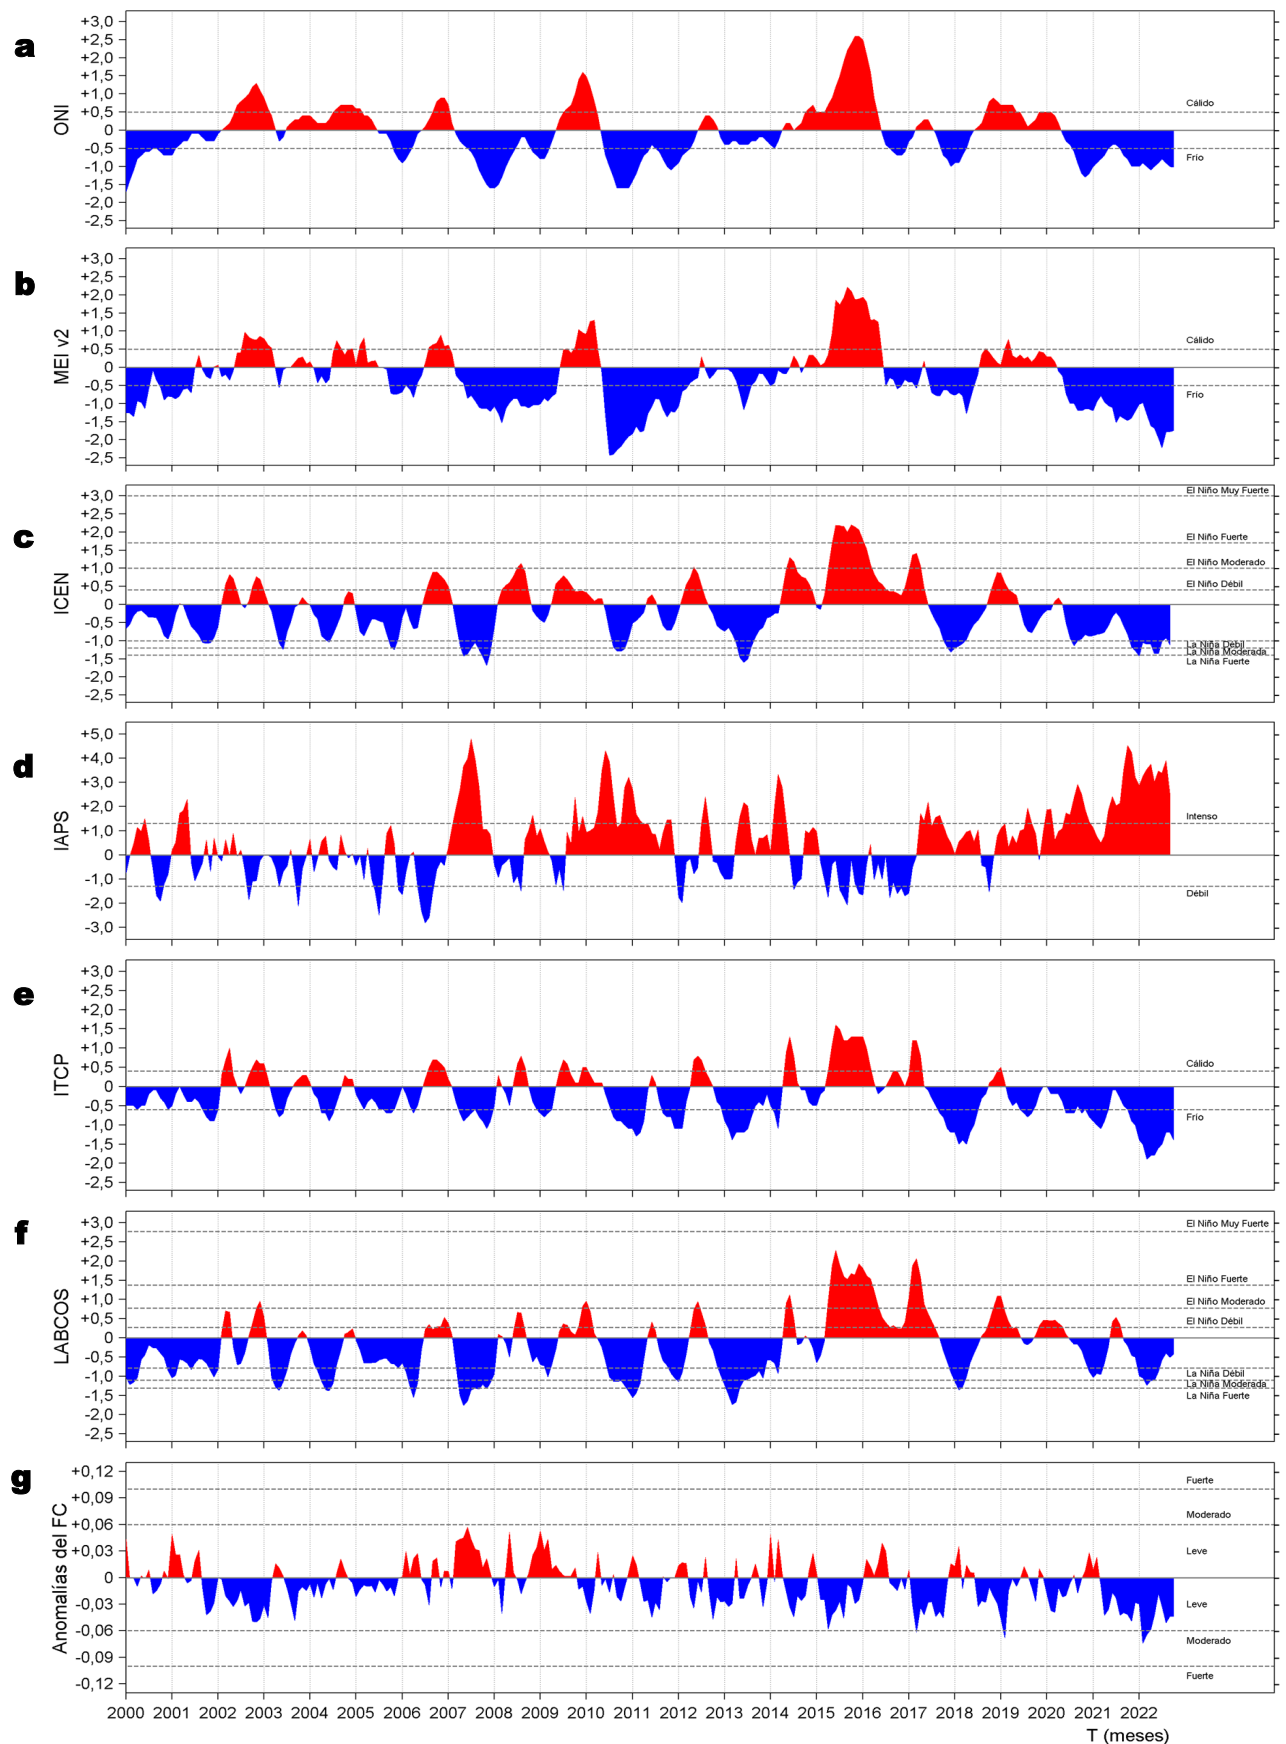 a
ONI
+3,0
+2,5
+2,0
+1,5
+1,0
+0,5
0
-0,5
-1,0
-1,5
-2,0
-2,5
Cálido
Frío
b
MEI v2
+3,0
+2,5
+2,0
+1,5
+1,0
+0,5
0
-0,5
-1,0
-1,5
-2,0
-2,5
Cálido
Frío
c
ICEN
+3,0
+2,5
+2,0
+1,5
+1,0
+0,5
0
-0,5
-1,0
-1,5
-2,0
-2,5
El Niño Muy Fuerte
El Niño Fuerte
El Niño Moderado
El Niño Débil
La Niña Débil
La Niña Moderada
La Niña Fuerte
d
IAPS
+5,0
+4,0
+3,0
+2,0
+1,0
0
-1,0
-2,0
-3,0
Intenso
Débil
e
ITCP
+3,0
+2,5
+2,0
+1,5
+1,0
+0,5
0
-0,5
-1,0
-1,5
-2,0
-2,5
Cálido
Frío
f
LABCOS
+3,0
+2,5
+2,0
+1,5
+1,0
+0,5
0
-0,5
-1,0
-1,5
-2,0
-2,5
El Niño Muy Fuerte
El Niño Fuerte
El Niño Moderado
El Niño Débil
La Niña Débil
La Niña Moderada
La Niña Fuerte
g
Anomalías del FC
+0,12
+0,09
+0,06
+0,03
0
-0,03
-0,06
-0,09
-0,12
Fuerte
Moderado
Leve
Leve
Moderado
Fuerte
2000 2001 2002 2003 2004 2005 2006 2007 2008 2009 2010 2011 2012 2013 2014 2015 2016 2017 2018 2019 2020 2021 2022
T (meses)